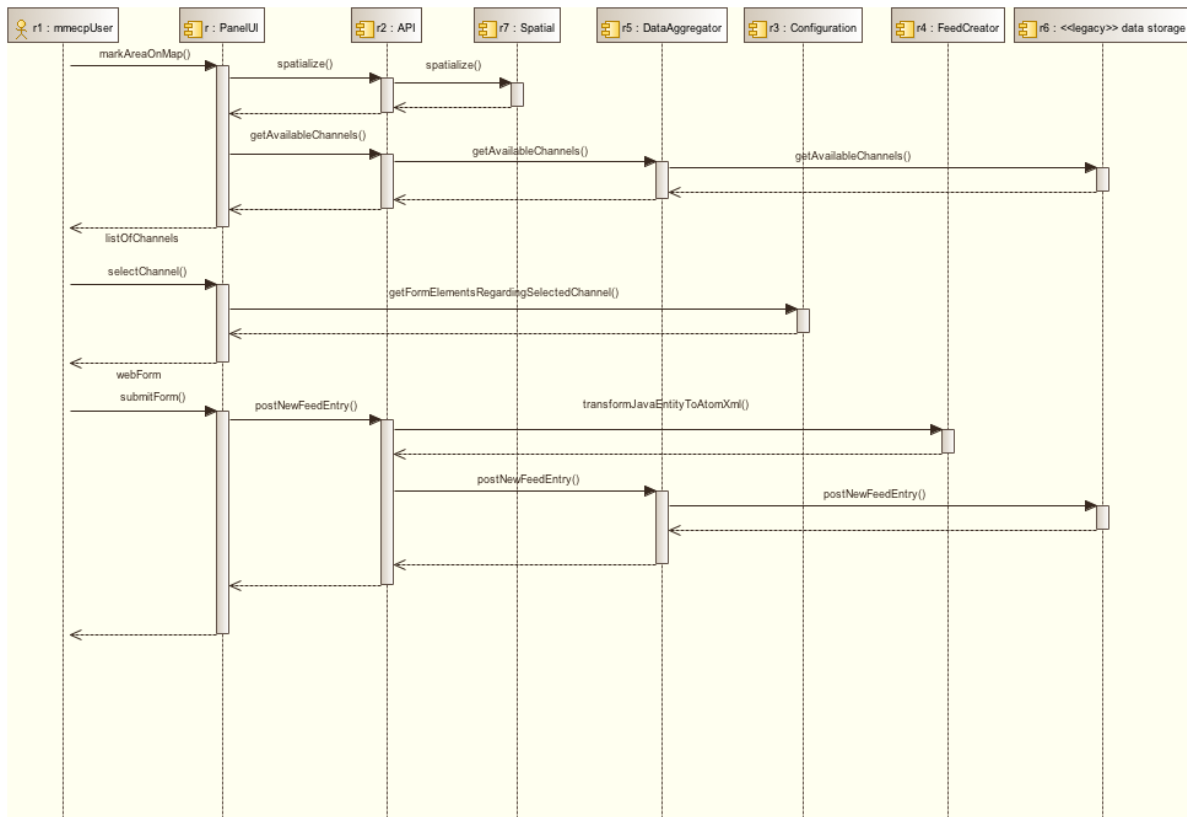 r1 : mmecpUser
r : PanelUI
r2 : API
r7 : Spatial
r5 : DataAggregator
r3 : Configuration
r4 : FeedCreator
r6 : <<legacy>> data storage
markAreaOnMap()
spatialize()
spatialize()
getAvailableChannels()
getAvailableChannels()
getAvailableChannels()
listOfChannels
selectChannel()
getFormElementsRegardingSelectedChannel()
webForm
submitForm()
postNewFeedEntry()
transformJavaEntityToAtomXml()
postNewFeedEntry()
postNewFeedEntry()